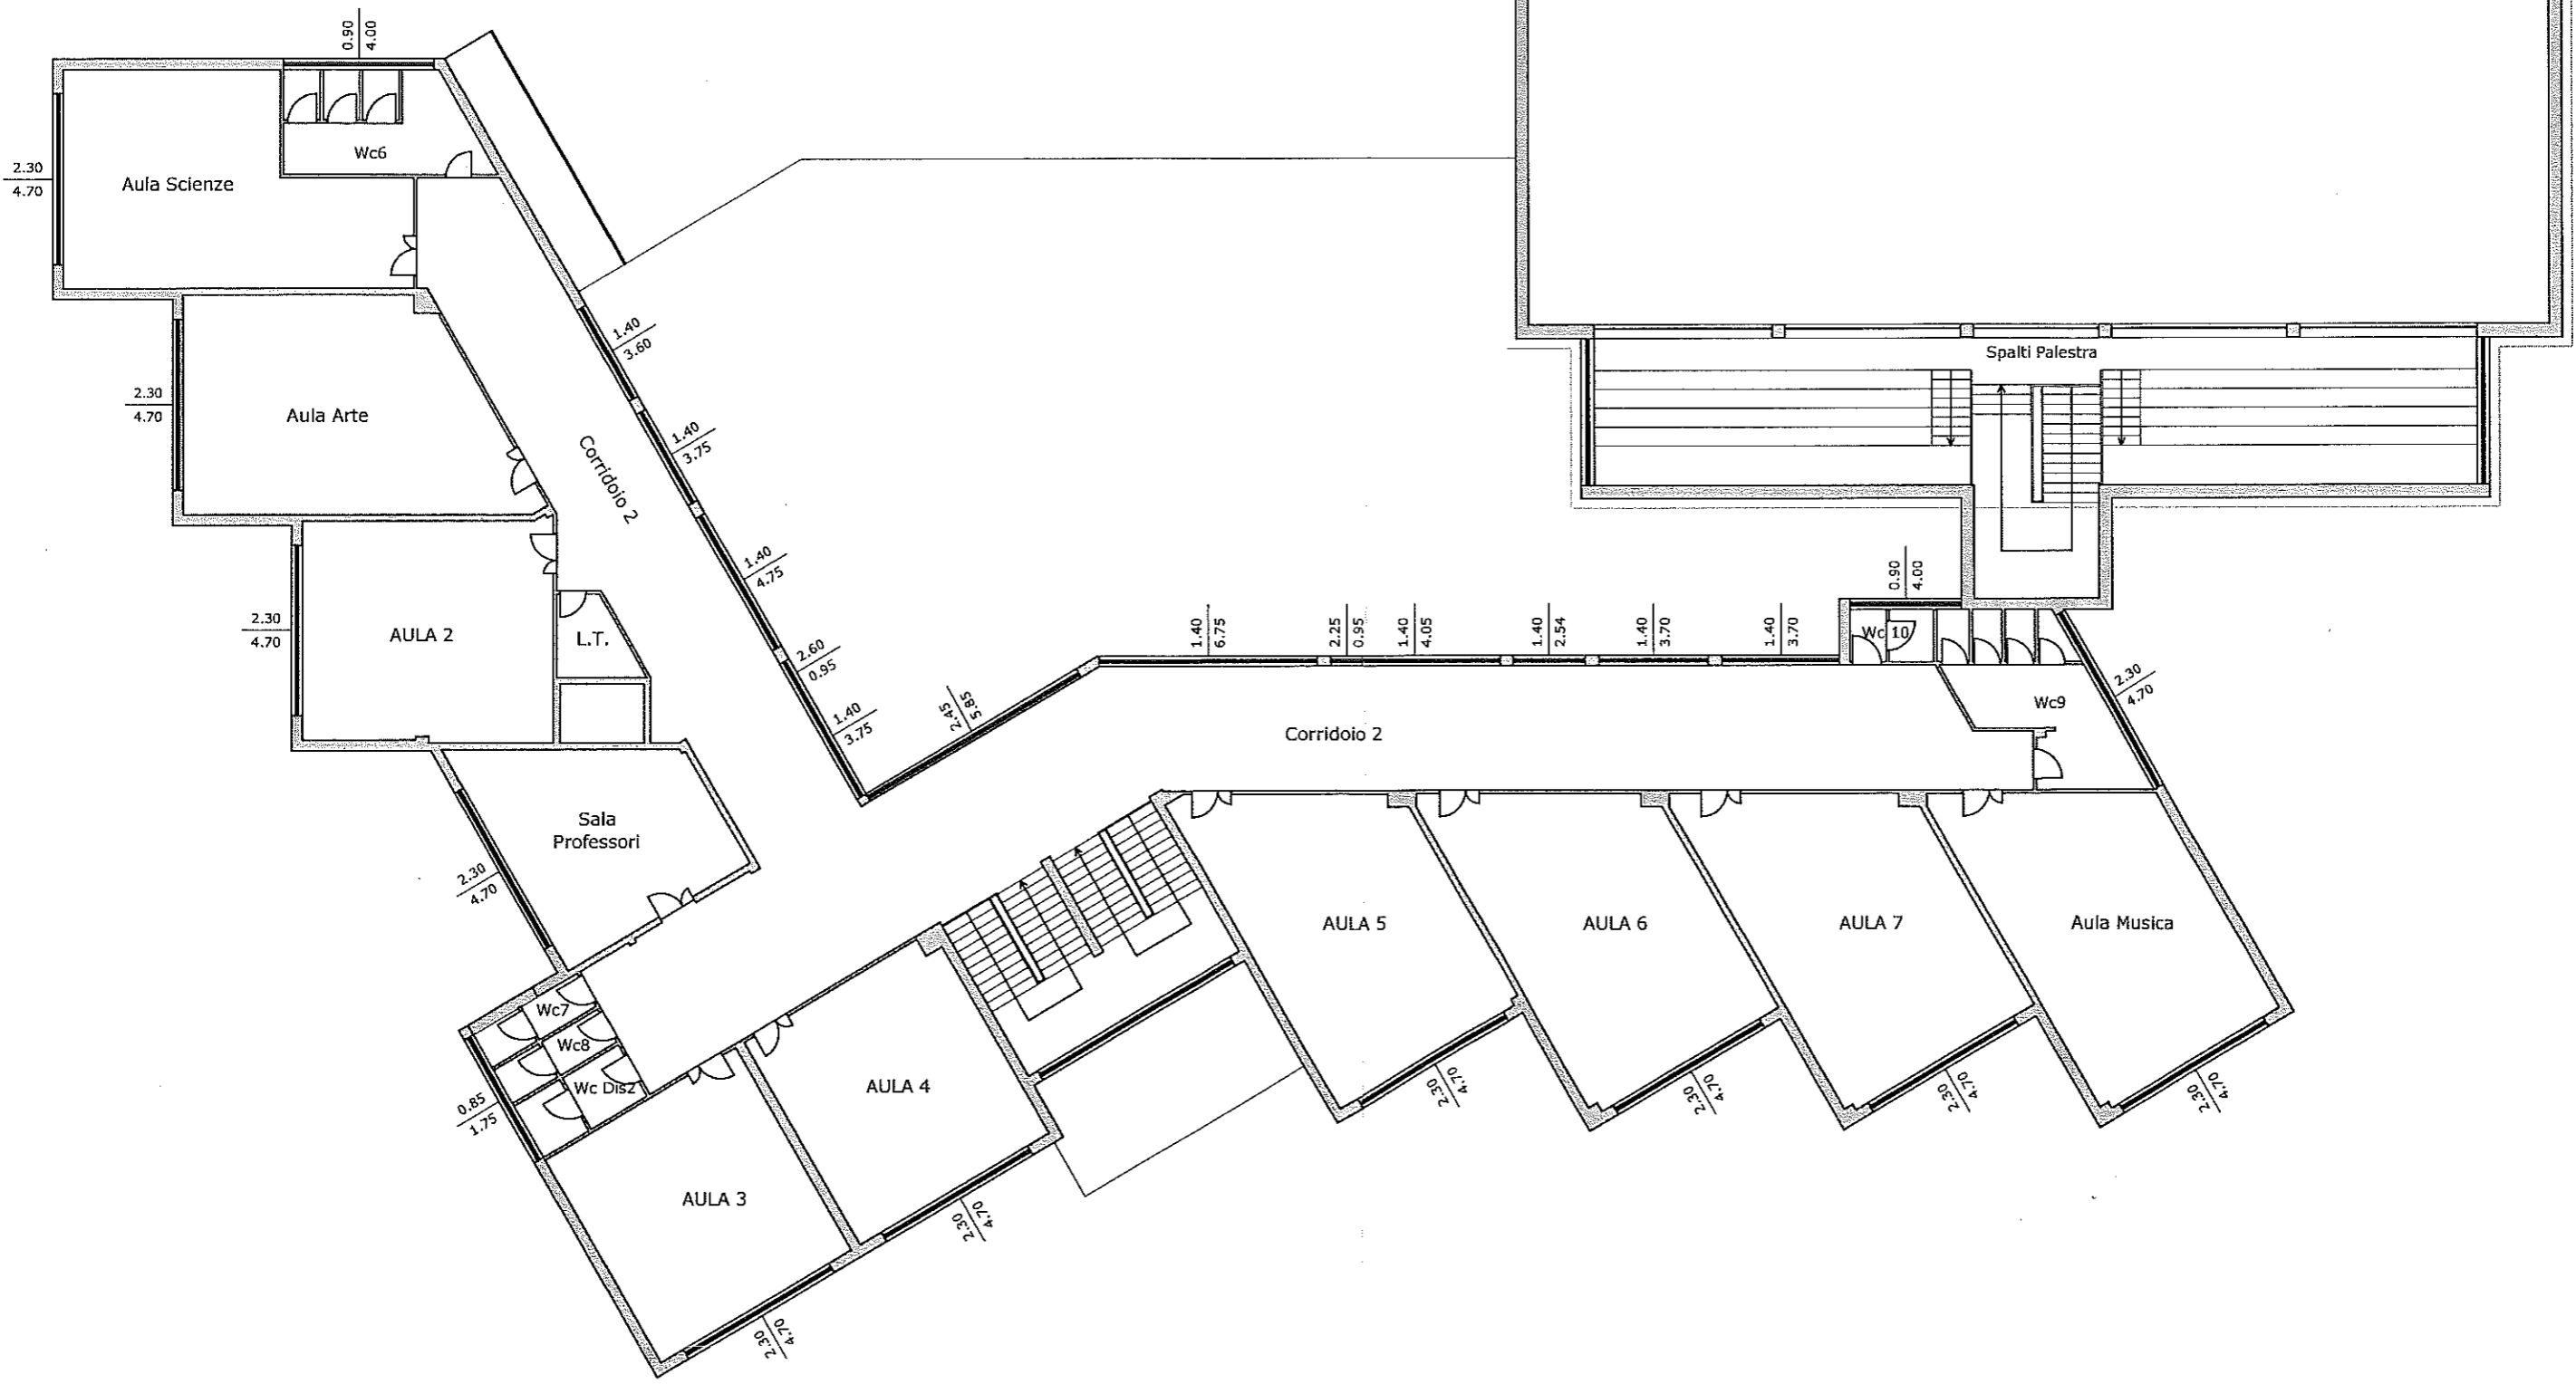 0.90
4.00
Wc6
2.30
4.70
Aula Scienze
1.40
3.60
Spalti Palestra
2.30
4.70
Aula Arte
1.40
3.75
Corridoio 2
1.40
4.75
0.90
4.00
2.30
4.70
AULA 2
L.T.
2.60
0.95
1.40
6.75
2.25
0.95
1.40
4.05
1.40
2.54
1.40
3.70
1.40
3.70
Wc 10
2.30
4.70
Wc9
1.40
3.75
2.45
5.85
Corridoio 2
Sala
Professori
2.30
4.70
AULA 5
AULA 6
AULA 7
Aula Musica
Wc7
Wc8
Wc Dis2
0.85
1.75
AULA 4
2.30
4.70
2.30
4.70
2.30
4.70
2.30
4.70
AULA 3
2.30
4.70
2.30
4.70